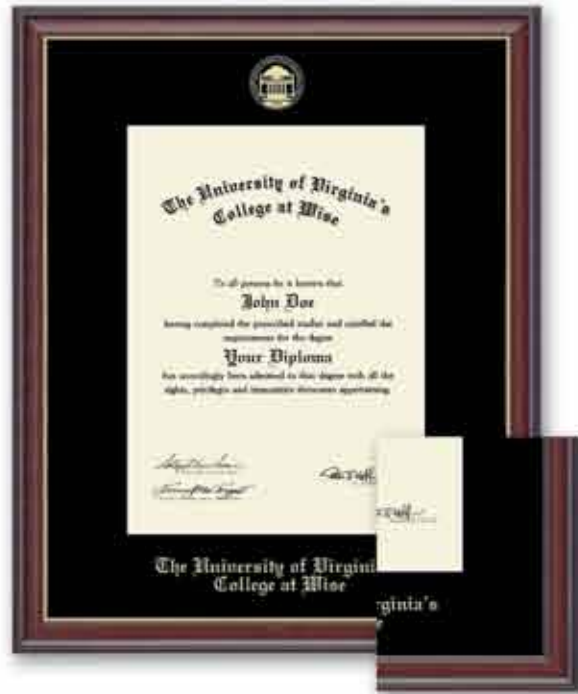 The University of Virginia's
College at Wise
To all persons be it known that
John Doe
having completed the prescribed studies and satisfied the
requirements for the degree
Your Diploma
has accordingly been admitted to that degree with all the
rights, privileges and immunities thereunto appertaining
The University of Virgini
College at Wise
rginia's